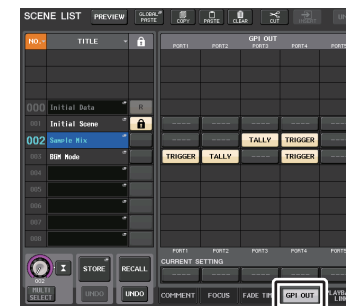 SCENE LIST PREVIEW GLOBAL PASTE COPY PASTE CLEAR CUT INSERT
NO. TITLE GPI OUT
PORT1 PORT2 PORT3 PORT4 PORT5
000 Initial Data R
001 Initial Scene ---- ---- ---- ----
002 Sample Mix ---- ---- TALLY TRIGGER
003 BGM Mode TRIGGER TALLY ---- TRIGGER
004
005
006
007
008
PORT1 PORT2 PORT3 PORT4 PORT5
CURRENT SETTING
STORE RECALL ---- ---- ---- ----
002
MULTI SELECT UNDO UNDO COMMENT FOCUS FADE TIME GPI OUT